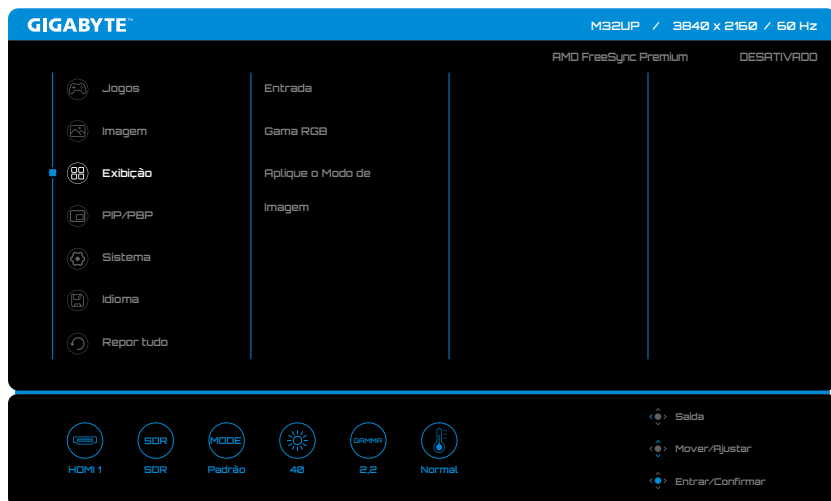 GIGABYTE™
M32UP / 3840 x 2160 / 60 Hz
AMD FreeSync Premium DESATIVADO
Jogos
Imagem
Exibição
PIP/PBP
Sistema
Idioma
Repor tudo
Entrada
Gama RGB
Aplique o Modo de
Imagem
SDR
MODE
GAMMA
HDMI 1
SDR
Padrão
40
2,2
Normal
Saída
Mover/Ajustar
Entrar/Confirmar